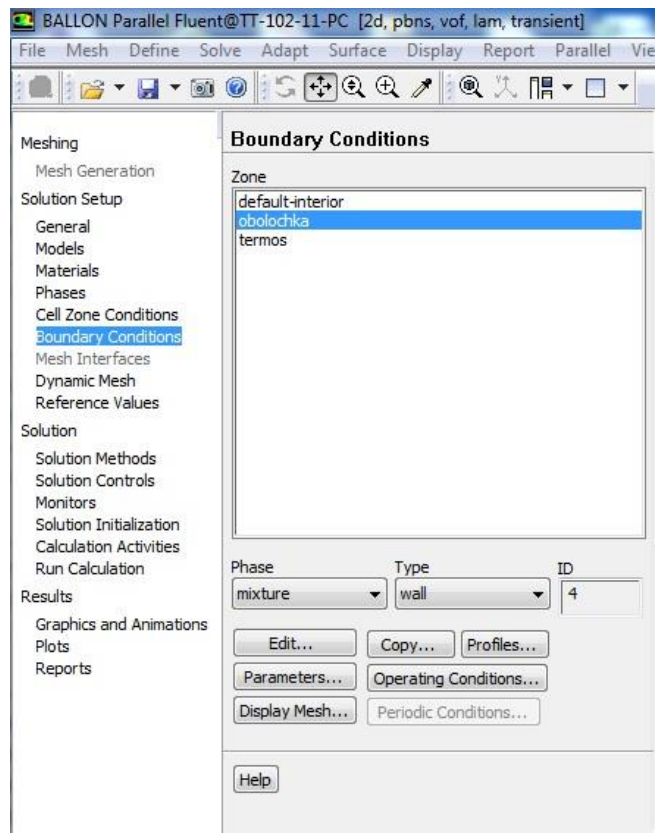 BALLON Parallel Fluent@TT-102-11-PC [2d, pbns, vof, lam, transient]
File Mesh Define Solve Adapt Surface Display Report Parallel Vie
Meshing
Mesh Generation
Solution Setup
General
Models
Materials
Phases
Cell Zone Conditions
Boundary Conditions
Mesh Interfaces
Dynamic Mesh
Reference Values
Solution
Solution Methods
Solution Controls
Monitors
Solution Initialization
Calculation Activities
Run Calculation
Results
Graphics and Animations
Plots
Reports
Boundary Conditions
Zone
default-interior
obolochka
termos
Phase Type ID
mixture wall 4
Edit... Copy... Profiles...
Parameters... Operating Conditions...
Display Mesh... Periodic Conditions...
Help